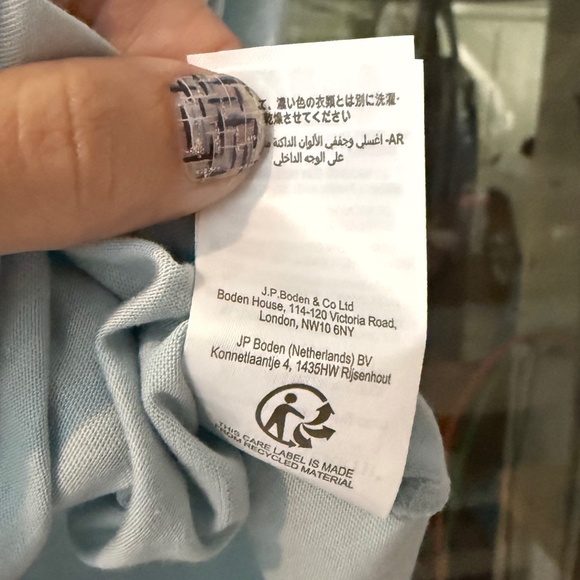 て、濃い色の衣類とは別に洗濯・
乾燥させてください
AR- اغسلي وجففي الألوان الداكنة
على الوجه الداخلي
J.P.Boden & Co Ltd
Boden House, 114-120 Victoria Road,
London, NW10 6NY
JP Boden (Netherlands) BV
Konnetlaantje 4, 1435HW Rijsenhout
THIS CARE LABEL IS MADE
FROM RECYCLED MATERIAL